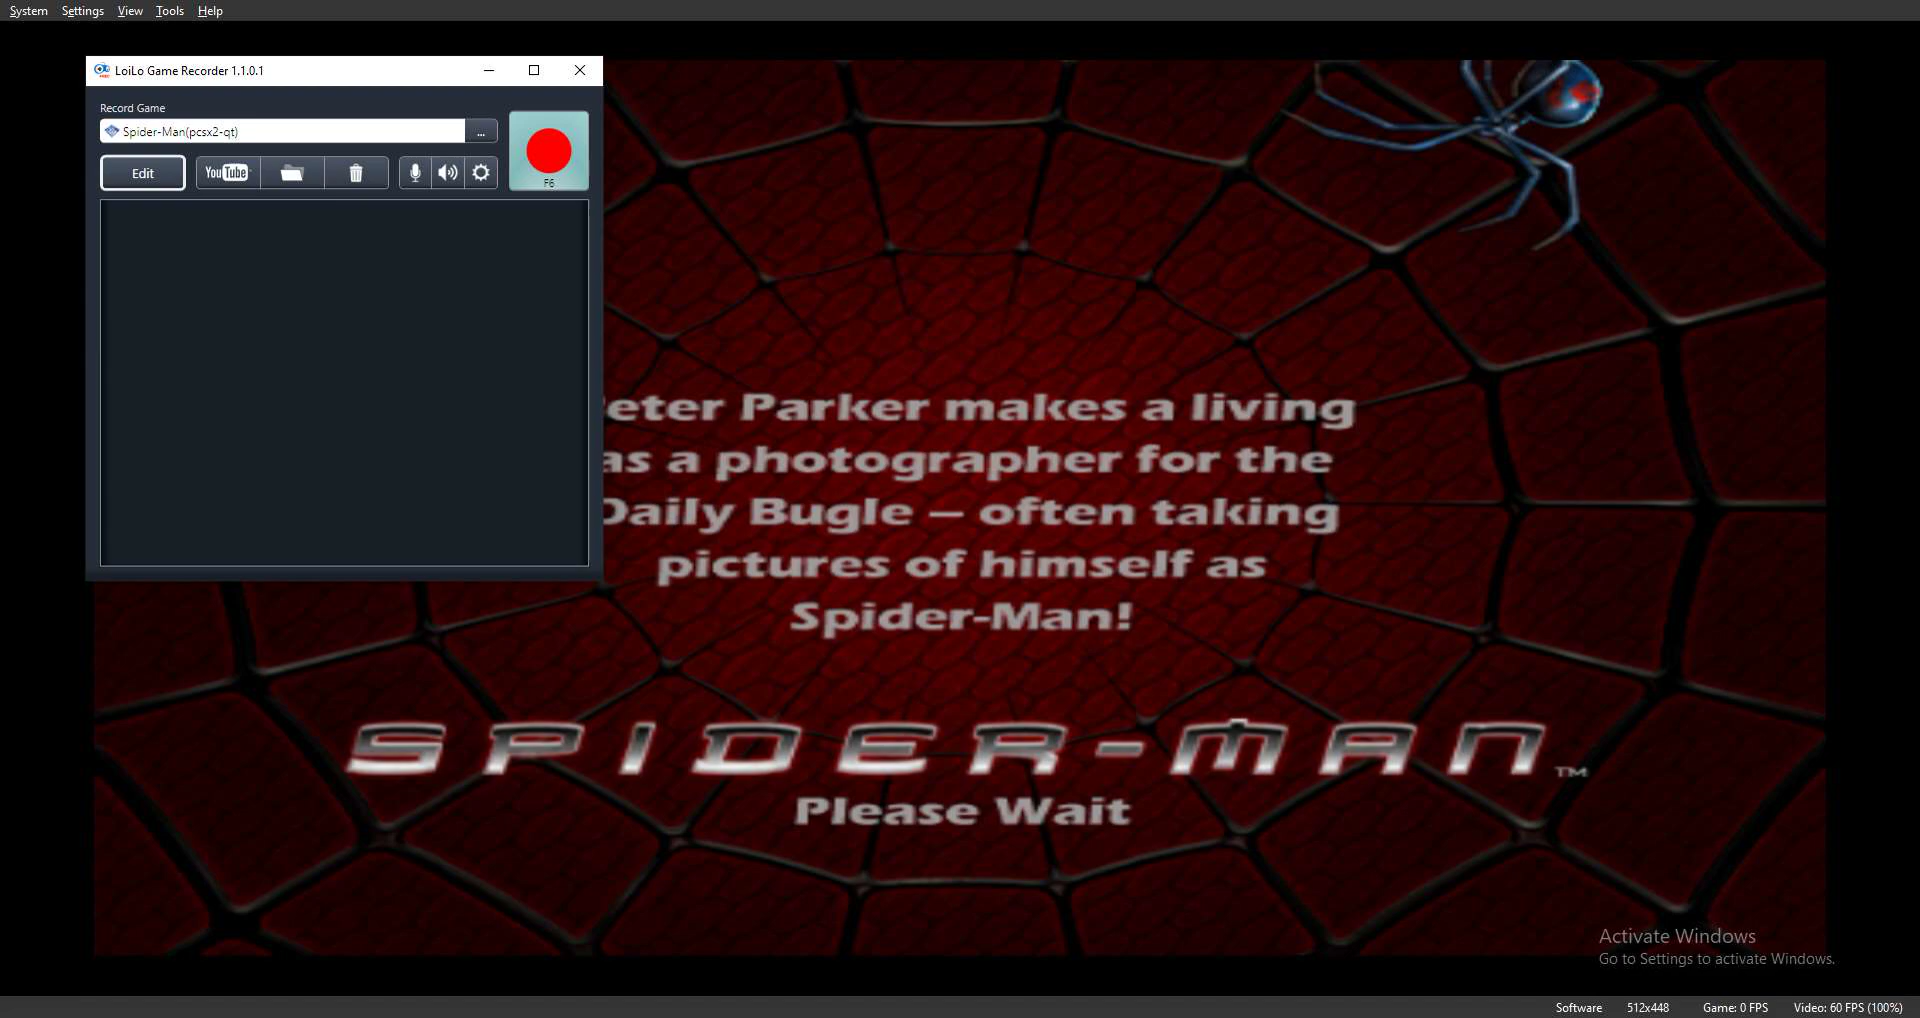 System Settings View Tools Help
LoiLo Game Recorder 1.1.0.1
Record Game
Spider-Man(pcsx2-qt)
...
Edit
YouTube
F6
eter Parker makes a living
as a photographer for the
Daily Bugle – often taking
pictures of himself as
Spider-Man!
SPIDER-MAN™
Please Wait
Activate Windows
Go to Settings to activate Windows.
Software 512x448 Game: 0 FPS Video: 60 FPS (100%)